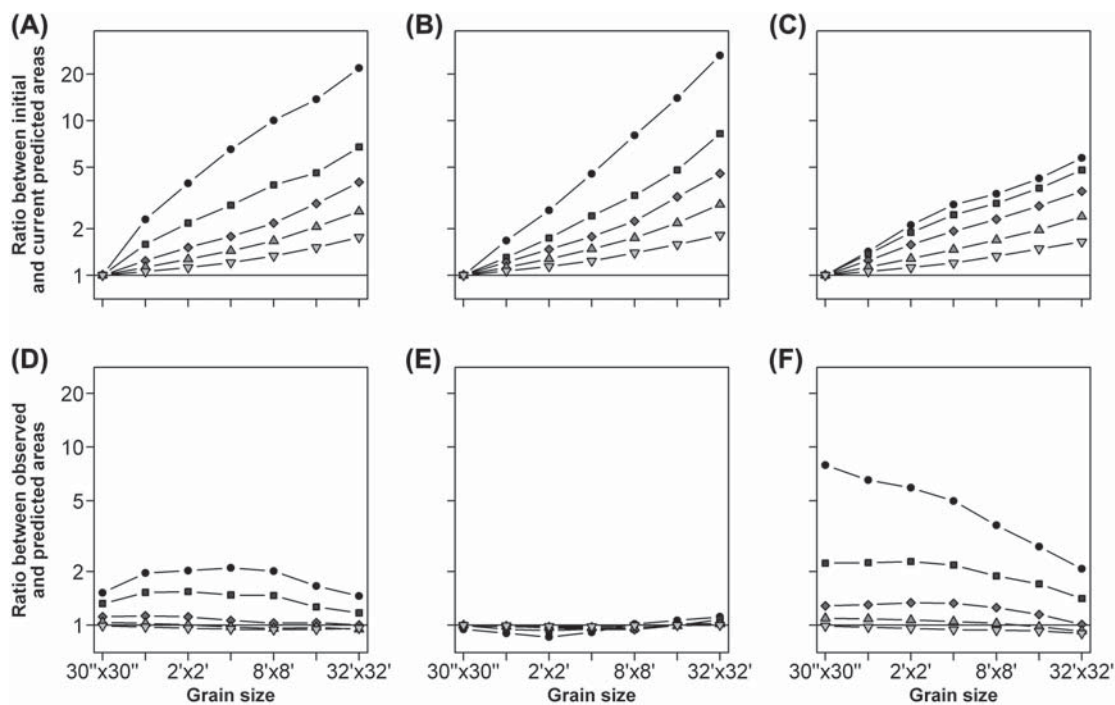 (A)
(B)
(C)
Ratio between initial
and current predicted areas
20
10
5
2
1
(D)
(E)
(F)
Ratio between observed
and predicted areas
20
10
5
2
1
30"x30" 2'x2' 8'x8' 32'x32'
30"x30" 2'x2' 8'x8' 32'x32'
30"x30" 2'x2' 8'x8' 32'x32'
Grain size
Grain size
Grain size